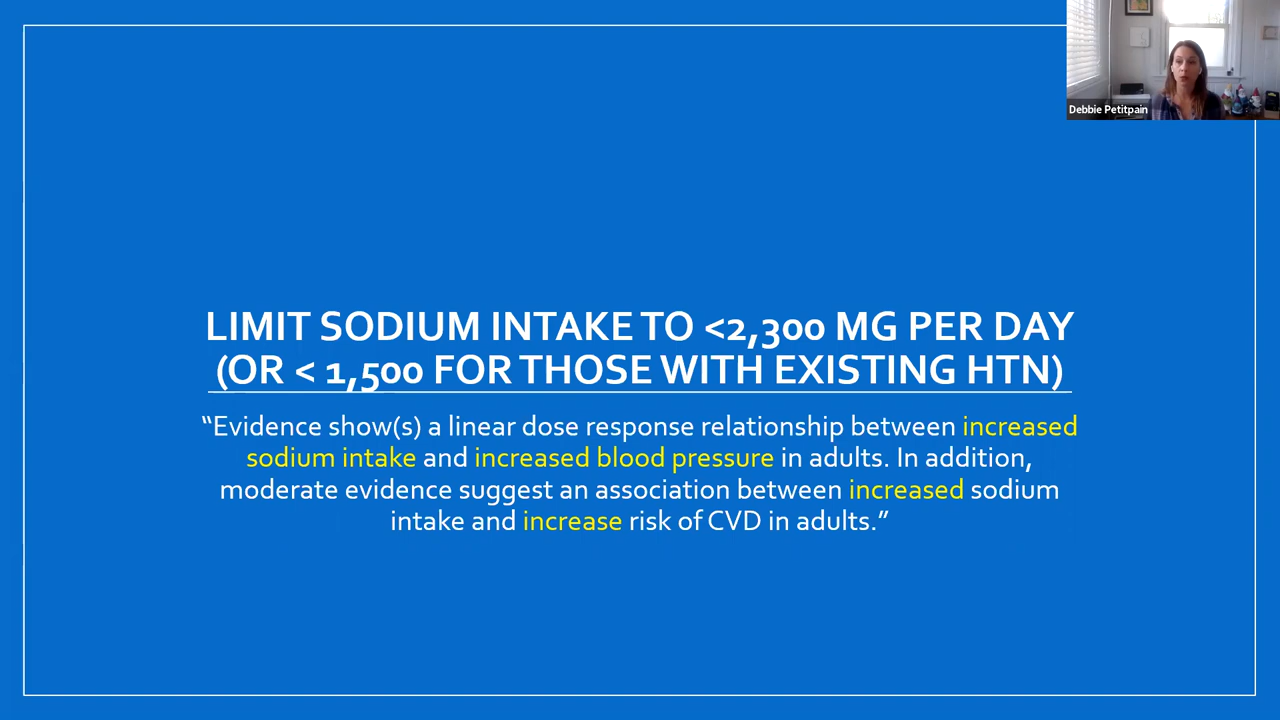 Debbie Petitpain
LIMIT SODIUM INTAKE TO <2,300 MG PER DAY
(OR < 1,500 FOR THOSE WITH EXISTING HTN)
“Evidence show(s) a linear dose response relationship between increased
sodium intake and increased blood pressure in adults. In addition,
moderate evidence suggest an association between increased sodium
intake and increase risk of CVD in adults.”